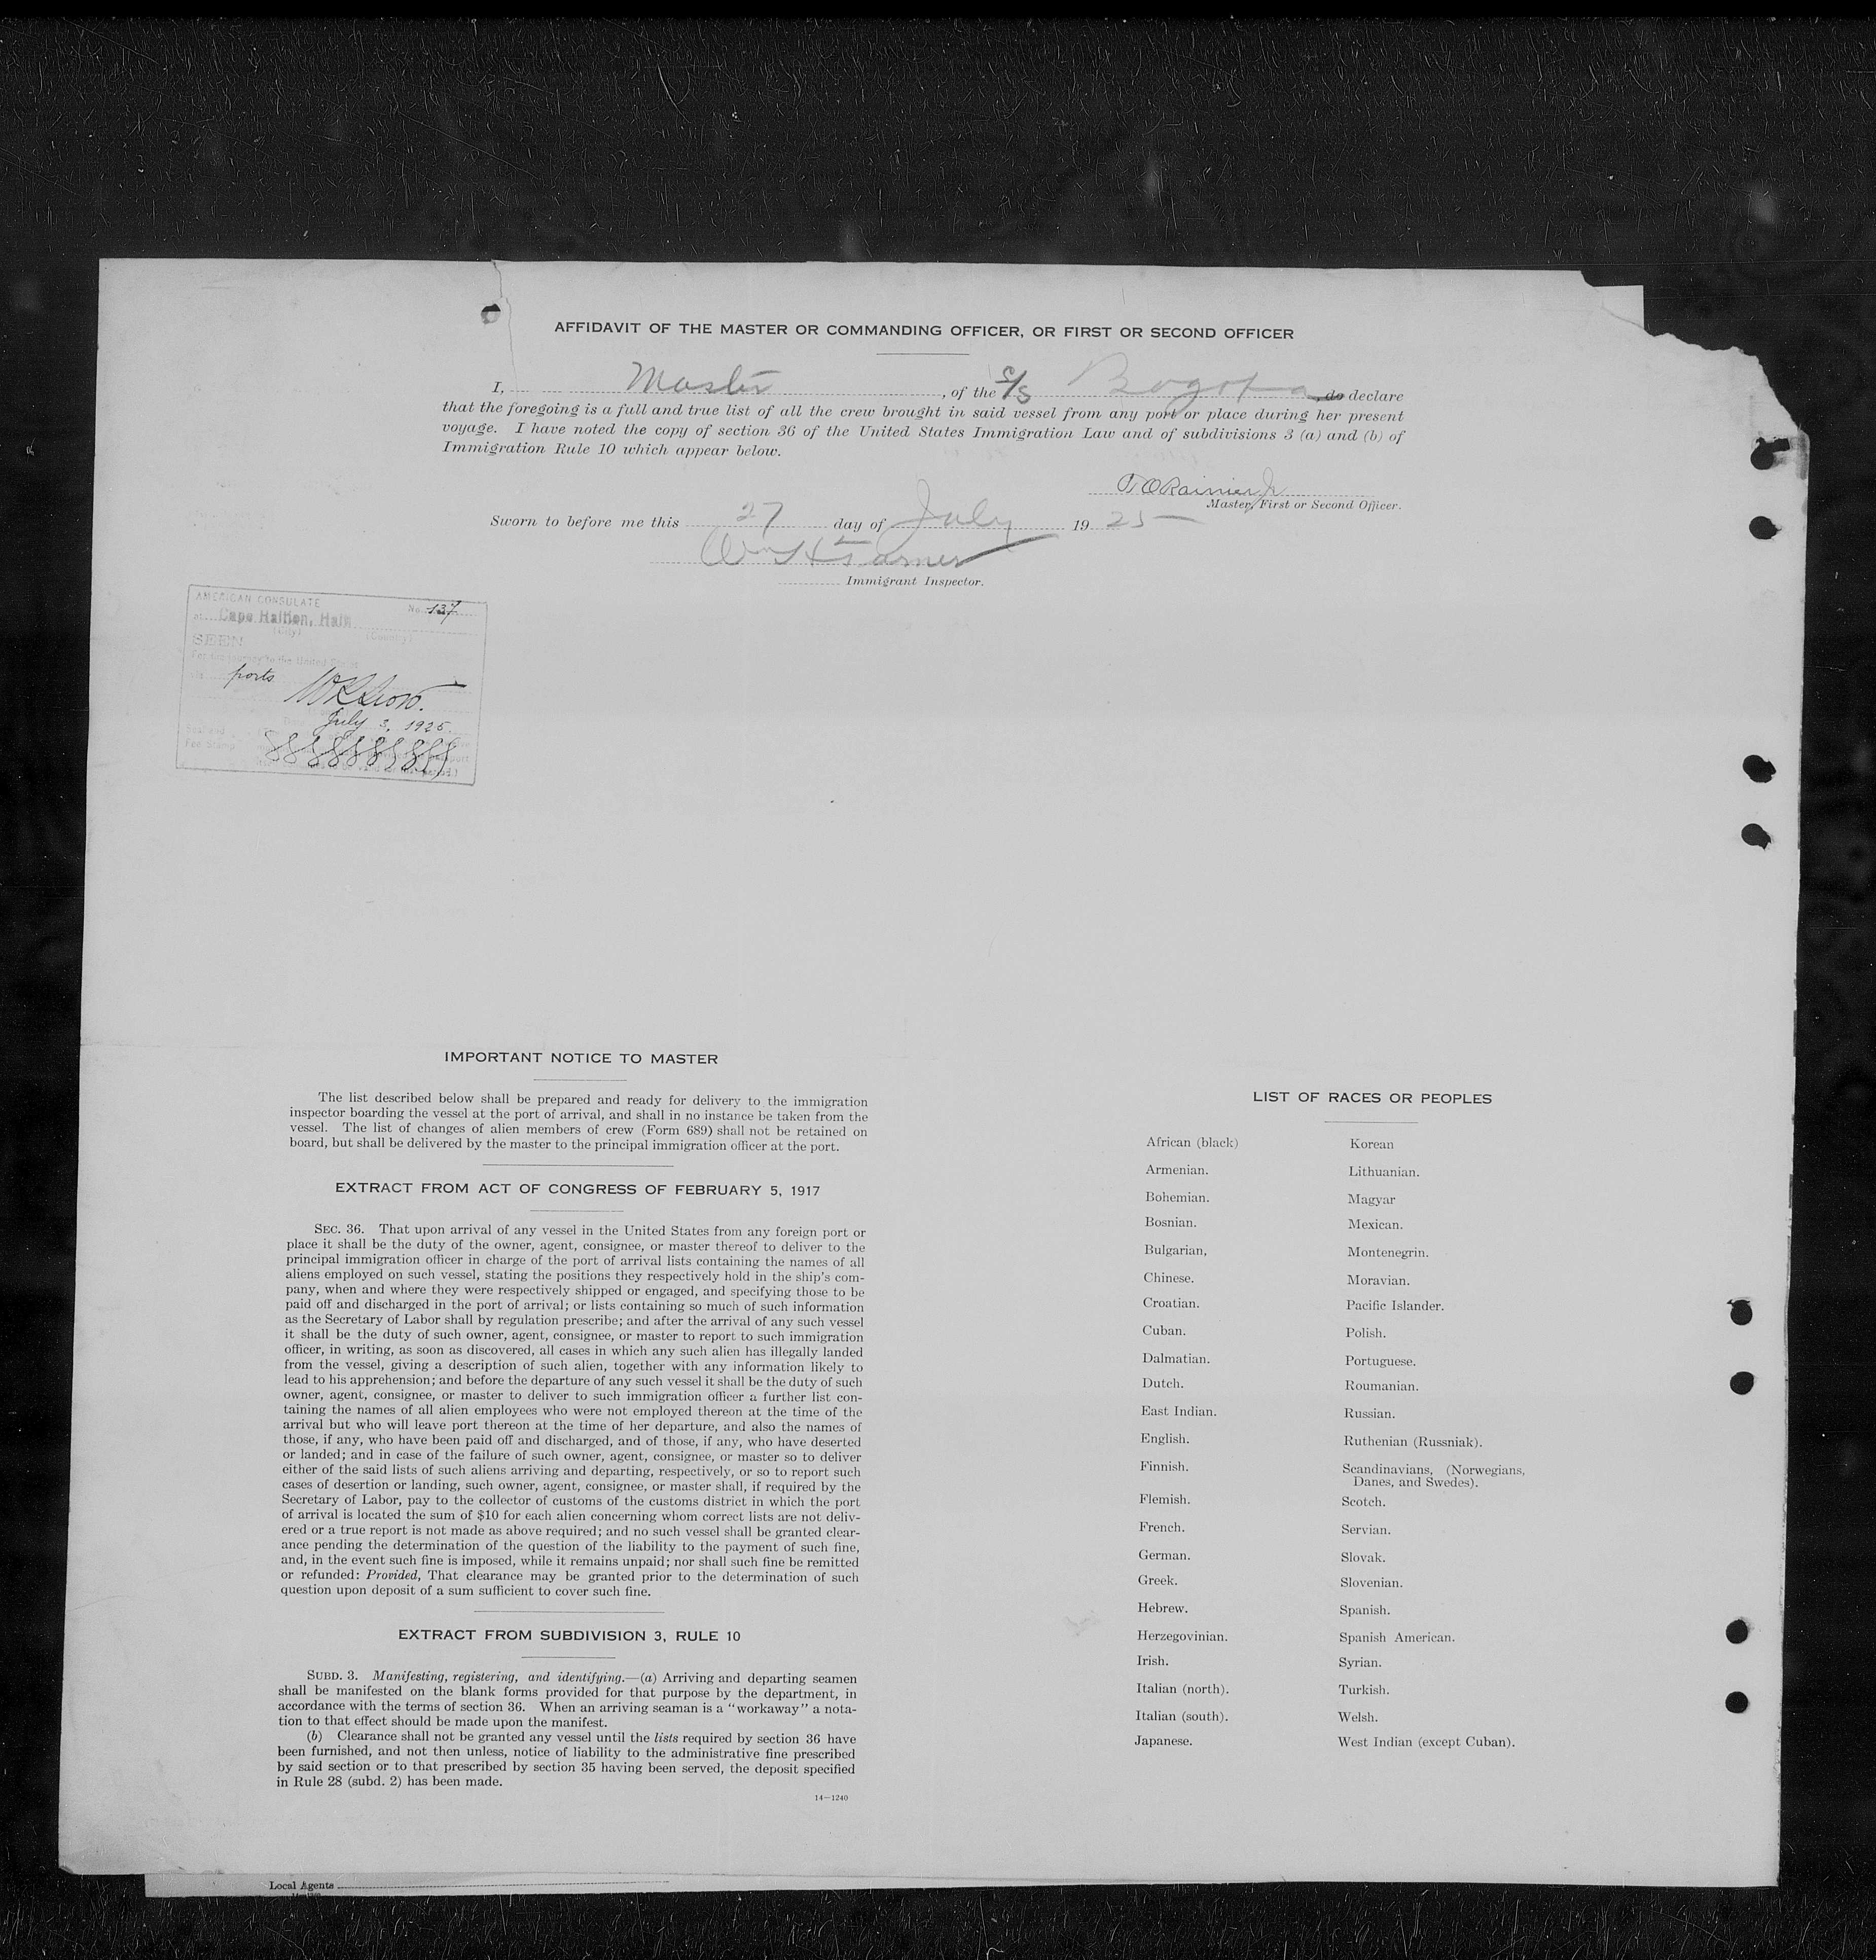 AFFIDAVIT OF THE MASTER OR COMMANDING OFFICER, OR FIRST OR SECOND OFFICER
I, Master, of the S/S Bogota, do declare
that the foregoing is a full and true list of all the crew brought in said vessel from any port or place during her present
voyage. I have noted the copy of section 36 of the United States Immigration Law and of subdivisions 3 (a) and (b) of
Immigration Rule 10 which appear below.
Rainier Jr
Master, First or Second Officer.
Sworn to before me this 27 day of July 1925
Wm H
Immigrant Inspector.
AMERICAN CONSULATE
No. 137
at Cape Haitien, Haiti
(City) (Country)
SEEN
For the journey to the United States
ports
July 3, 1925.
Fee Stamp
IMPORTANT NOTICE TO MASTER
The list described below shall be prepared and ready for delivery to the immigration
inspector boarding the vessel at the port of arrival, and shall in no instance be taken from the
vessel. The list of changes of alien members of crew (Form 689) shall not be retained on
board, but shall be delivered by the master to the principal immigration officer at the port.
EXTRACT FROM ACT OF CONGRESS OF FEBRUARY 5, 1917
SEC. 36. That upon arrival of any vessel in the United States from any foreign port or
place it shall be the duty of the owner, agent, consignee, or master thereof to deliver to the
principal immigration officer in charge of the port of arrival lists containing the names of all
aliens employed on such vessel, stating the positions they respectively hold in the ship's com-
pany, when and where they were respectively shipped or engaged, and specifying those to be
paid off and discharged in the port of arrival; or lists containing so much of such information
as the Secretary of Labor shall by regulation prescribe; and after the arrival of any such vessel
it shall be the duty of such owner, agent, consignee, or master to report to such immigration
officer, in writing, as soon as discovered, all cases in which any such alien has illegally landed
from the vessel, giving a description of such alien, together with any information likely to
lead to his apprehension; and before the departure of any such vessel it shall be the duty of such
owner, agent, consignee, or master to deliver to such immigration officer a further list con-
taining the names of all alien employees who were not employed thereon at the time of the
arrival but who will leave port thereon at the time of her departure, and also the names of
those, if any, who have been paid off and discharged, and of those, if any, who have deserted
or landed; and in case of the failure of such owner, agent, consignee, or master so to deliver
either of the said lists of such aliens arriving and departing, respectively, or so to report such
cases of desertion or landing, such owner, agent, consignee, or master shall, if required by the
Secretary of Labor, pay to the collector of customs of the customs district in which the port
of arrival is located the sum of $10 for each alien concerning whom correct lists are not deliv-
ered or a true report is not made as above required; and no such vessel shall be granted clear-
ance pending the determination of the question of the liability to the payment of such fine,
and, in the event such fine is imposed, while it remains unpaid; nor shall such fine be remitted
or refunded: Provided, That clearance may be granted prior to the determination of such
question upon deposit of a sum sufficient to cover such fine.
EXTRACT FROM SUBDIVISION 3, RULE 10
SUBD. 3. Manifesting, registering, and identifying.—(a) Arriving and departing seamen
shall be manifested on the blank forms provided for that purpose by the department, in
accordance with the terms of section 36. When an arriving seaman is a "workaway" a nota-
tion to that effect should be made upon the manifest.
(b) Clearance shall not be granted any vessel until the lists required by section 36 have
been furnished, and not then unless, notice of liability to the administrative fine prescribed
by said section or to that prescribed by section 35 having been served, the deposit specified
in Rule 28 (subd. 2) has been made.
14—1240
LIST OF RACES OR PEOPLES
African (black)
Armenian.
Bohemian.
Bosnian.
Bulgarian,
Chinese.
Croatian.
Cuban.
Dalmatian.
Dutch.
East Indian.
English.
Finnish.
Flemish.
French.
German.
Greek.
Hebrew.
Herzegovinian.
Irish.
Italian (north).
Italian (south).
Japanese.
Korean
Lithuanian.
Magyar
Mexican.
Montenegrin.
Moravian.
Pacific Islander.
Polish.
Portuguese.
Roumanian.
Russian.
Ruthenian (Russniak).
Scandinavians, (Norwegians,
Danes, and Swedes).
Scotch.
Servian.
Slovak.
Slovenian.
Spanish.
Spanish American.
Syrian.
Turkish.
Welsh.
West Indian (except Cuban).
Local Agents